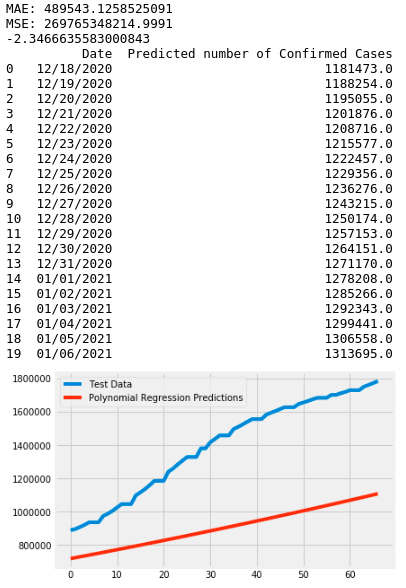 MAE: 489543.1258525091
MSE: 269765348214.9991
-2.3466635583000843
Date Predicted number of Confirmed Cases
0 12/18/2020 1181473.0
1 12/19/2020 1188254.0
2 12/20/2020 1195055.0
3 12/21/2020 1201876.0
4 12/22/2020 1208716.0
5 12/23/2020 1215577.0
6 12/24/2020 1222457.0
7 12/25/2020 1229356.0
8 12/26/2020 1236276.0
9 12/27/2020 1243215.0
10 12/28/2020 1250174.0
11 12/29/2020 1257153.0
12 12/30/2020 1264151.0
13 12/31/2020 1271170.0
14 01/01/2021 1278208.0
15 01/02/2021 1285266.0
16 01/03/2021 1292343.0
17 01/04/2021 1299441.0
18 01/05/2021 1306558.0
19 01/06/2021 1313695.0
1800000
Test Data
Polynomial Regression Predictions
1600000
1400000
1200000
1000000
800000
0 10 20 30 40 50 60